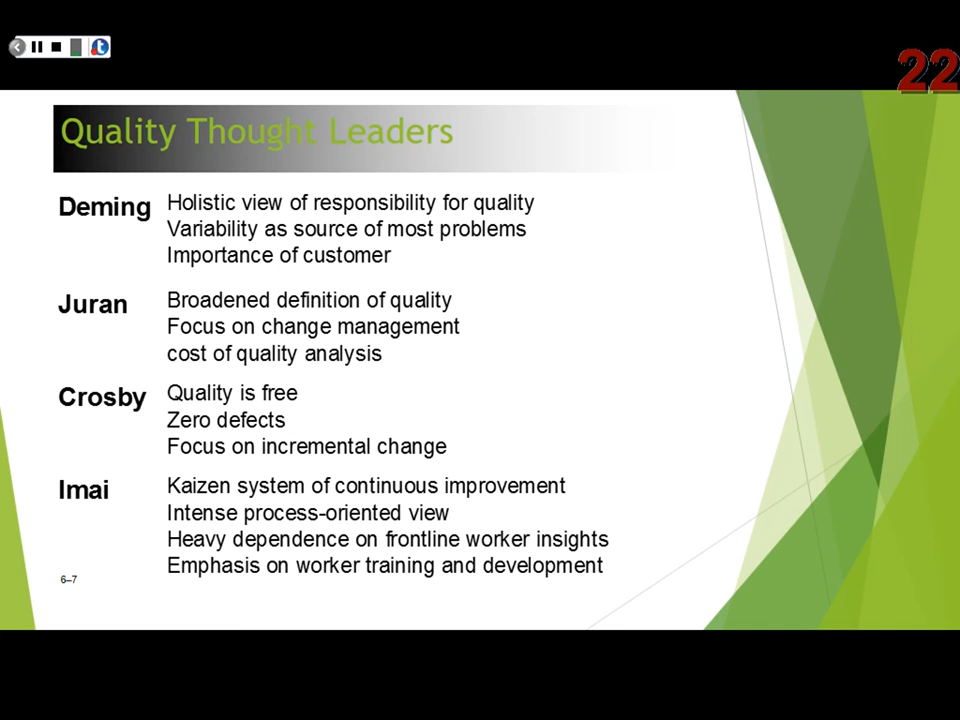 22
Quality Thought Leaders
Deming
Holistic view of responsibility for quality
Variability as source of most problems
Importance of customer
Juran
Broadened definition of quality
Focus on change management
cost of quality analysis
Crosby
Quality is free
Zero defects
Focus on incremental change
Imai
Kaizen system of continuous improvement
Intense process-oriented view
Heavy dependence on frontline worker insights
Emphasis on worker training and development
6–7